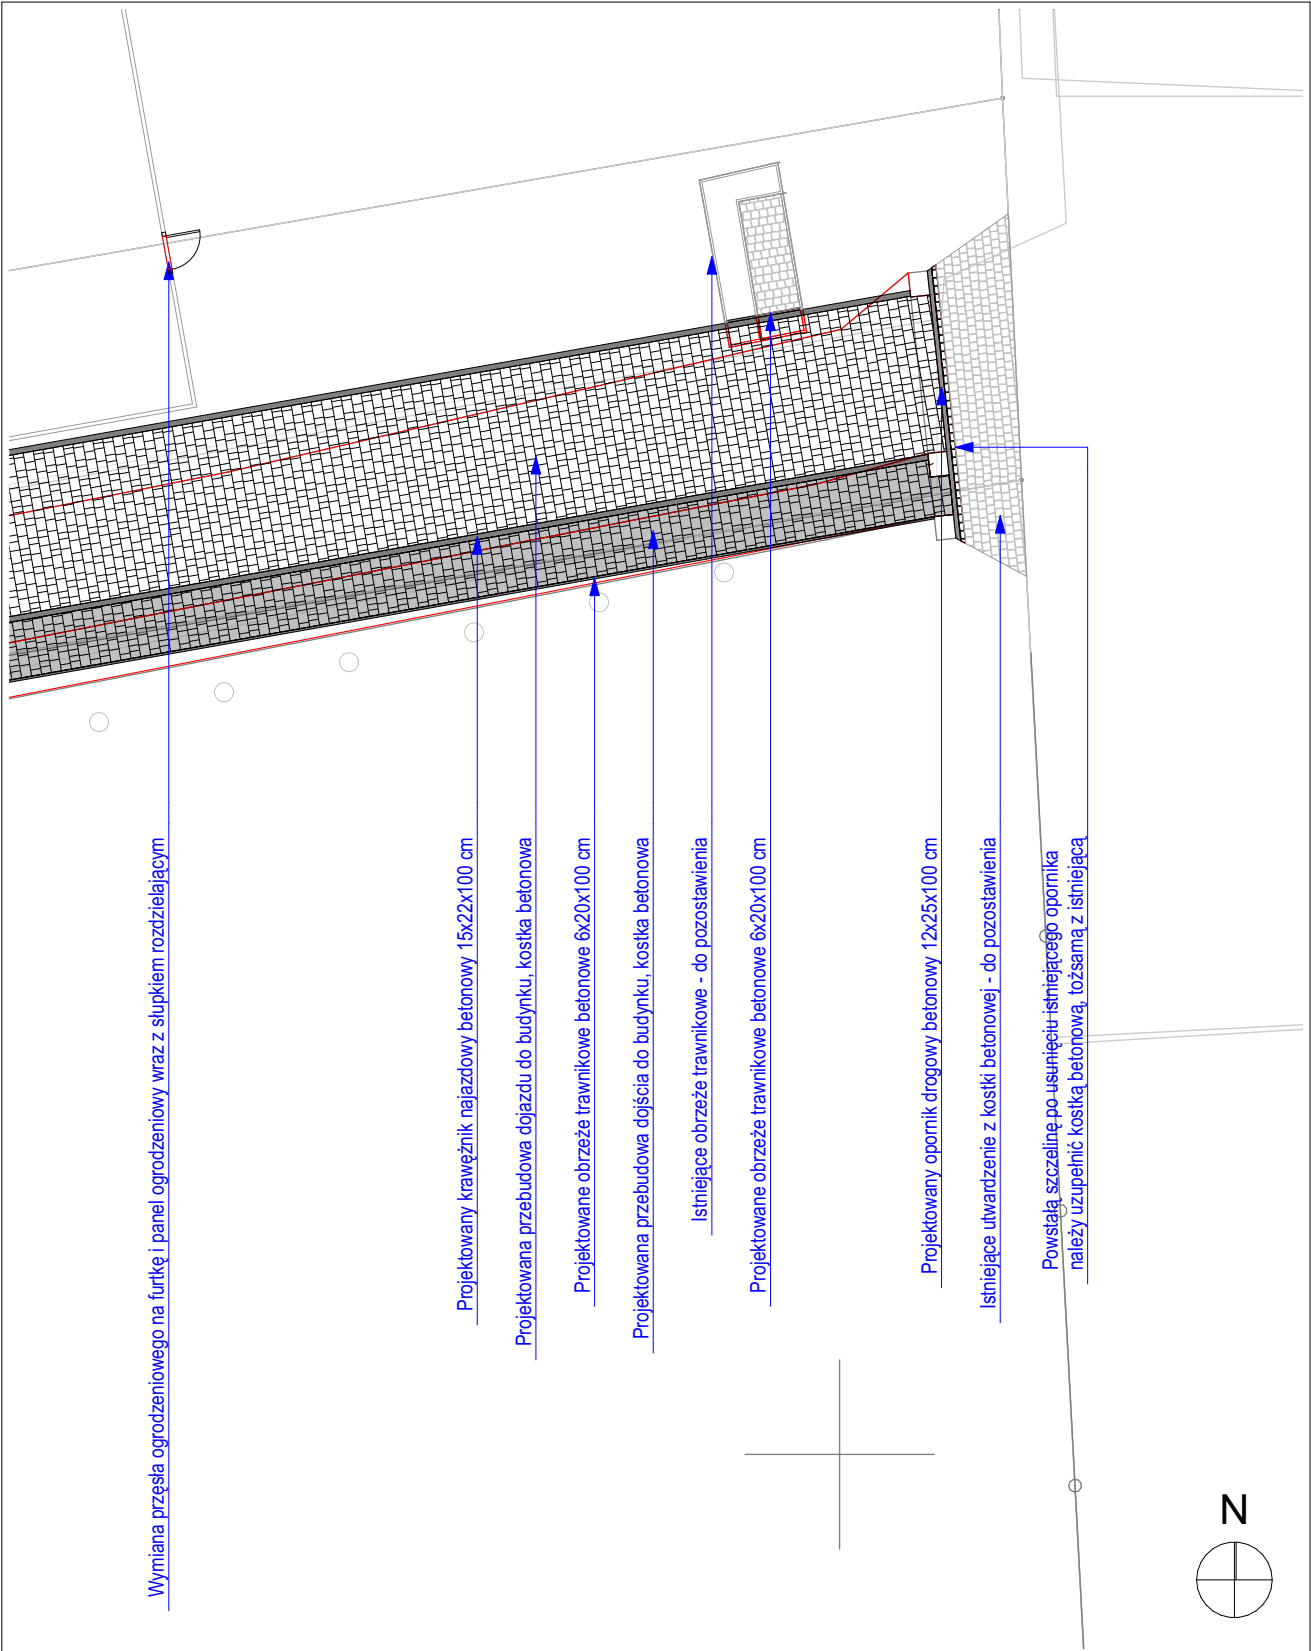 Wymiana przęsła ogrodzeniowego na furtkę i panel ogrodzeniowy wraz z słupkiem rozdzielającym
Projektowany krawężnik najazdowy betonowy 15x22x100 cm
Projektowana przebudowa dojazdu do budynku, kostka betonowa
Projektowane obrzeże trawnikowe betonowe 6x20x100 cm
Projektowana przebudowa dojścia do budynku, kostka betonowa
Istniejące obrzeże trawnikowe - do pozostawienia
Projektowane obrzeże trawnikowe betonowe 6x20x100 cm
Projektowany opornik drogowy betonowy 12x25x100 cm
Istniejące utwardzenie z kostki betonowej - do pozostawienia
Powstałą szczelinę po usunięciu istniejącego opornika
należy uzupełnić kostką betonową, tożsamą z istniejącą
N